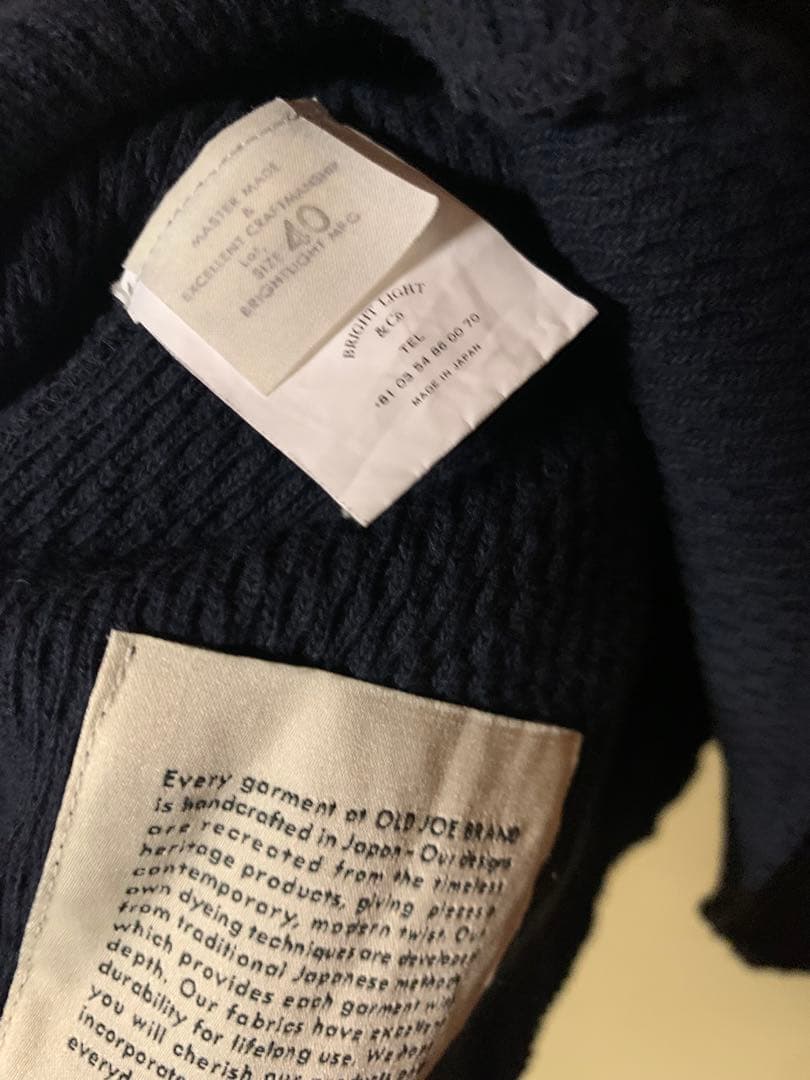 MASTER MADE
&
EXCELLENT CRAFTMANSHIP
Lot.
SIZE 40
BRIGHTLIGHT MFG
BRIGHT LIGHT
& Co
TEL
+81 03 54 86 00 70
MADE IN JAPAN
Every garment at OLD JOE BRAND
is handcrafted in Japan - Our designs
are recreated from the timeless
heritage products, giving pieces a
contemporary, modern twist. Our
own dyeing techniques are developed
from traditional Japanese method
which provides each garment with
depth. Our fabrics have
durability for lifelong use. We hope
you will cherish our products
incorporate
everyd